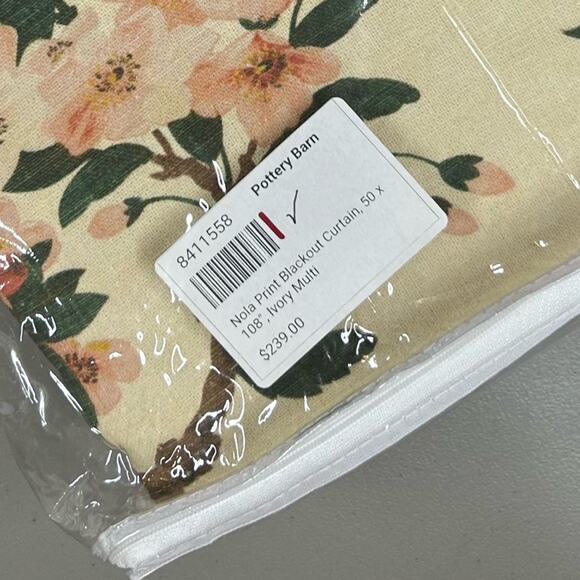 8411558 Pottery Barn
Nola Print Blackout Curtain, 50 x
108", Ivory Multi
$239.00